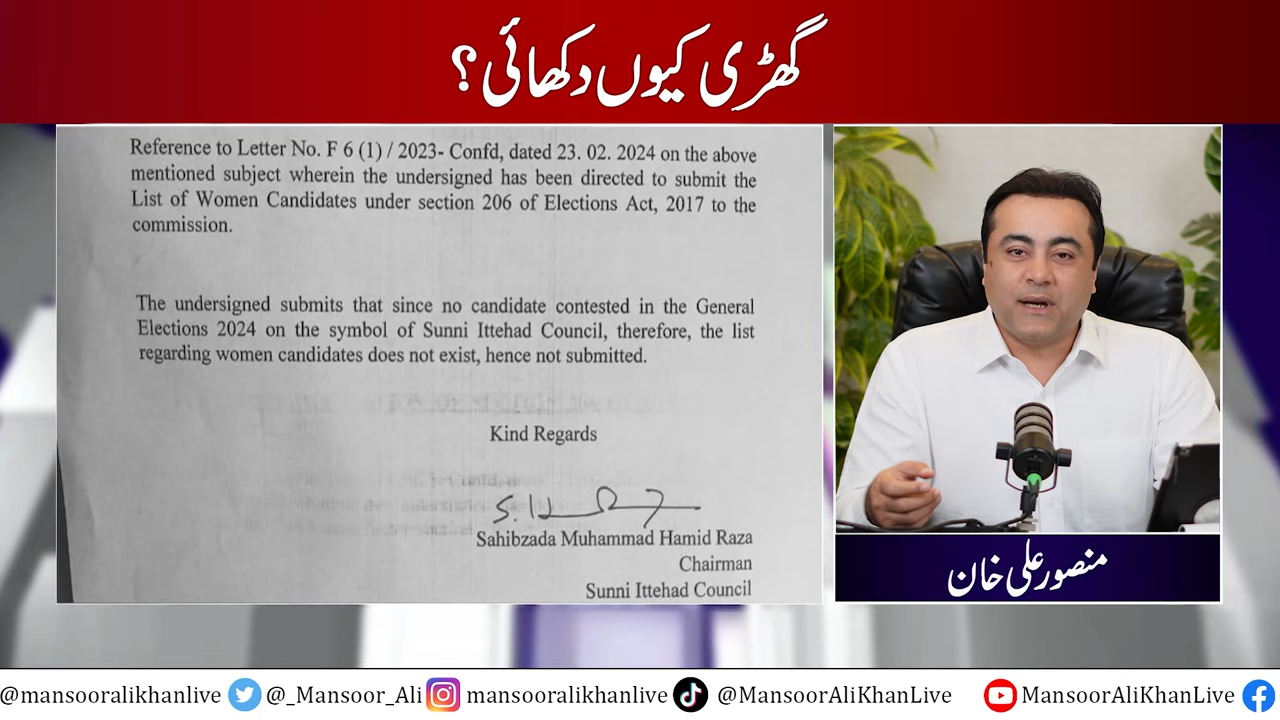 گھڑی کیوں دکھائی؟
Reference to Letter No. F 6 (1) / 2023- Confd, dated 23. 02. 2024 on the above
mentioned subject wherein the undersigned has been directed to submit the
List of Women Candidates under section 206 of Elections Act, 2017 to the
commission.
The undersigned submits that since no candidate contested in the General
Elections 2024 on the symbol of Sunni Ittehad Council, therefore, the list
regarding women candidates does not exist, hence not submitted.
Kind Regards
Sahibzada Muhammad Hamid Raza
Chairman
Sunni Ittehad Council
منصور علی خان
@mansooralikhanlive @_Mansoor_Ali mansooralikhanlive @MansoorAliKhanLive MansoorAliKhanLive